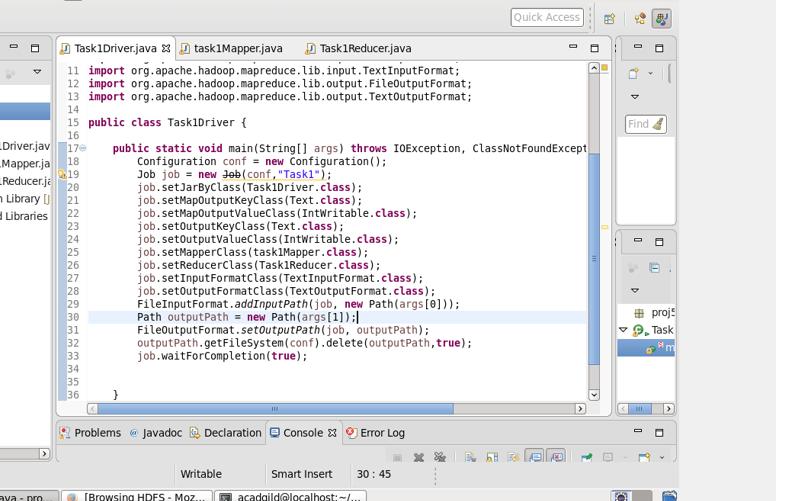 Quick Access
Task1Driver.java
task1Mapper.java
Task1Reducer.java
11 import org.apache.hadoop.mapreduce.lib.input.TextInputFormat;
12 import org.apache.hadoop.mapreduce.lib.output.FileOutputFormat;
13 import org.apache.hadoop.mapreduce.lib.output.TextOutputFormat;
14
15 public class Task1Driver {
16
17 public static void main(String[] args) throws IOException, ClassNotFoundExcept
18 Configuration conf = new Configuration();
19 Job job = new Job(conf,"Task1");
20 job.setJarByClass(Task1Driver.class);
21 job.setMapOutputKeyClass(Text.class);
22 job.setMapOutputValueClass(IntWritable.class);
23 job.setOutputKeyClass(Text.class);
24 job.setOutputValueClass(IntWritable.class);
25 job.setMapperClass(task1Mapper.class);
26 job.setReducerClass(Task1Reducer.class);
27 job.setInputFormatClass(TextInputFormat.class);
28 job.setOutputFormatClass(TextOutputFormat.class);
29 FileInputFormat.addInputPath(job, new Path(args[0]));
30 Path outputPath = new Path(args[1]);
31 FileOutputFormat.setOutputPath(job, outputPath);
32 outputPath.getFileSystem(conf).delete(outputPath,true);
33 job.waitForCompletion(true);
34
35
36 }
1Driver.jav
Mapper.ja
Reducer.ja
n Library [
d Libraries
Find
proj5
Task
m
Problems
Javadoc
Declaration
Console
Error Log
Writable
Smart Insert
30 : 45
ava - pro...
[Browsing HDFS - Moz...
acadgild@localhost:~/...